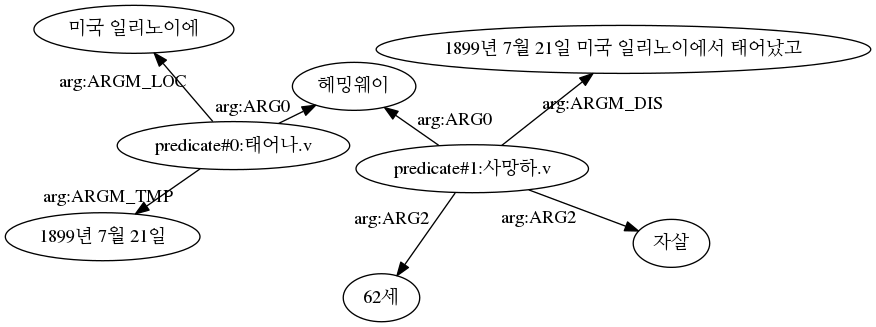 미국 일리노이에
1899년 7월 21일 미국 일리노이에서 태어났고
arg:ARGM_LOC
헤밍웨이
arg:ARG0
arg:ARGM_DIS
arg:ARG0
predicate#0:태어나.v
predicate#1:사망하.v
arg:ARGM_TMP
arg:ARG2
arg:ARG2
1899년 7월 21일
자살
62세